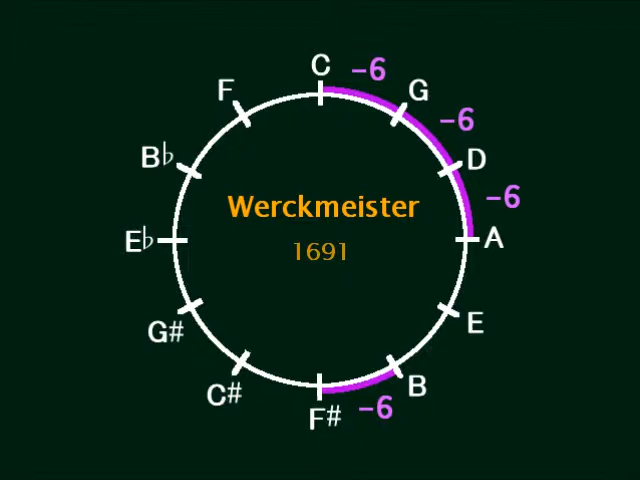 C -6
F G
-6
B♭ D
-6
Werckmeister
E♭ A
1691
E
G#
B
C# -6
F#